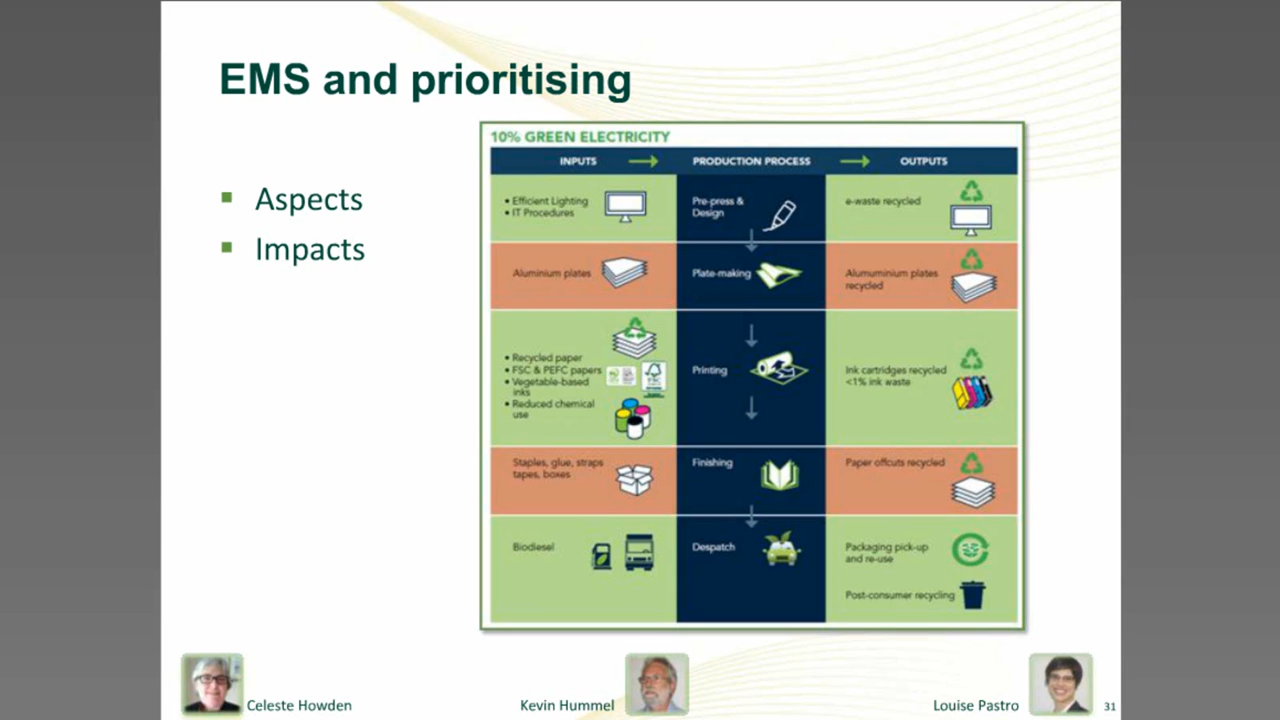 EMS and prioritising
▪ Aspects
▪ Impacts
10% GREEN ELECTRICITY
INPUTS → PRODUCTION PROCESS → OUTPUTS
• Efficient Lighting
• IT Procedures
Pre-press &
Design
e-waste recycled
Aluminium plates
Plate-making
Alumuminium plates
recycled
• Recycled paper
• FSC & PEFC papers
• Vegetable-based
inks
• Reduced chemical
use
Printing
Ink cartridges recycled
<1% ink waste
Staples, glue, straps
tapes, boxes
Finishing
Paper offcuts recycled
Biodiesel
Despatch
Packaging pick-up
and re-use
Post-consumer recycling
Celeste Howden
Kevin Hummel
Louise Pastro
31